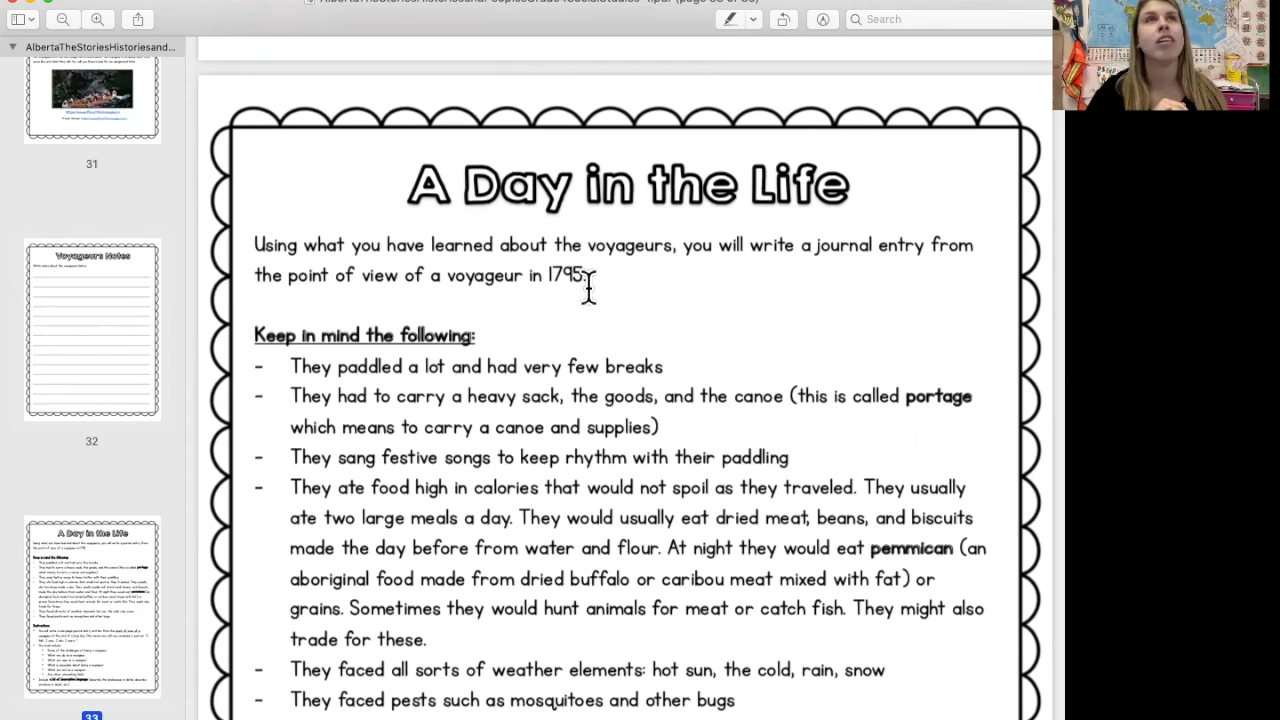 Search
AlbertaTheStoriesHistoriesand...
31
Voyageurs Notes
32
A Day in the Life
33
A Day in the Life
Using what you have learned about the voyageurs, you will write a journal entry from
the point of view of a voyageur in 1795.
Keep in mind the following:
- They paddled a lot and had very few breaks
- They had to carry a heavy sack, the goods, and the canoe (this is called portage
which means to carry a canoe and supplies)
- They sang festive songs to keep rhythm with their paddling
- They ate food high in calories that would not spoil as they traveled. They usually
ate two large meals a day. They would usually eat dried meat, beans, and biscuits
made the day before from water and flour. At night they would eat pemmican (an
aboriginal food made from dried buffalo or caribou meat mixed with fat) or
grains. Sometimes they would hunt animals for meat or catch fish. They might also
trade for these.
- They faced all sorts of weather elements: hot sun, the cold, rain, snow
- They faced pests such as mosquitoes and other bugs